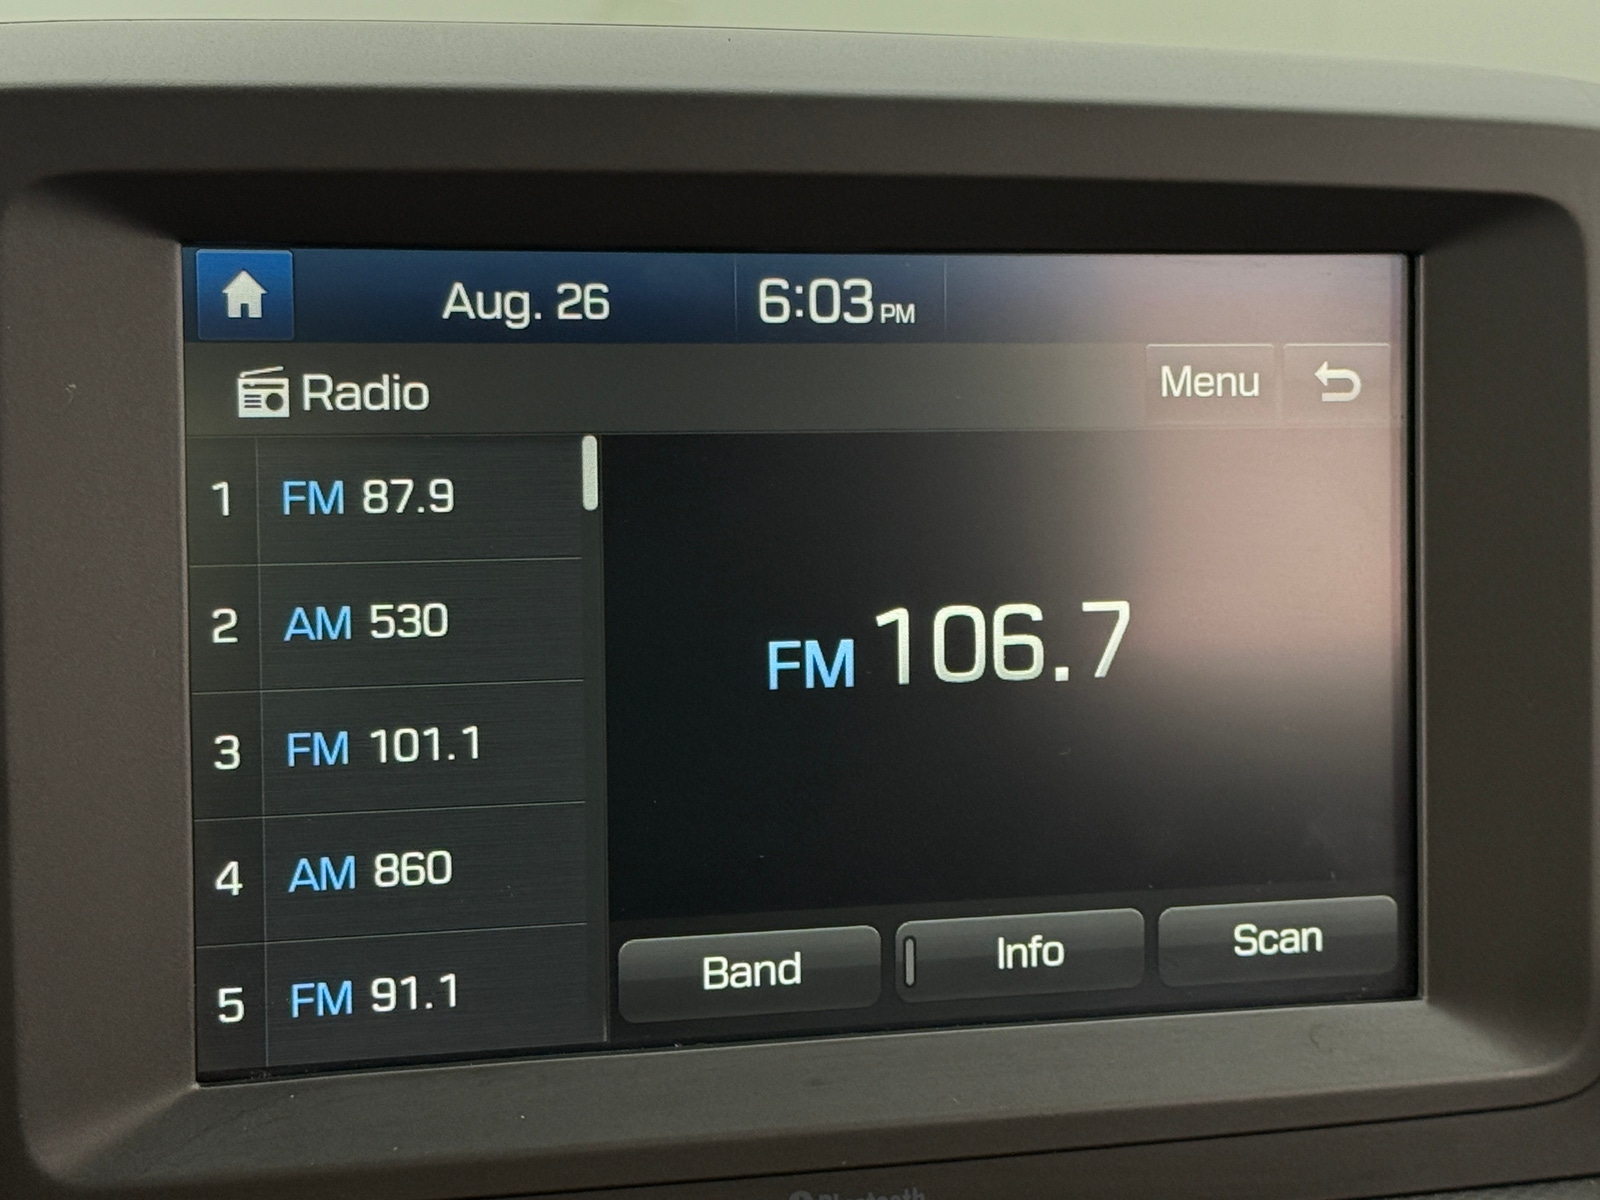 Aug. 26 6:03 PM
Radio Menu
1 FM 87.9
2 AM 530
3 FM 101.1
4 AM 860
5 FM 91.1
FM 106.7
Band Info Scan
Bluetooth